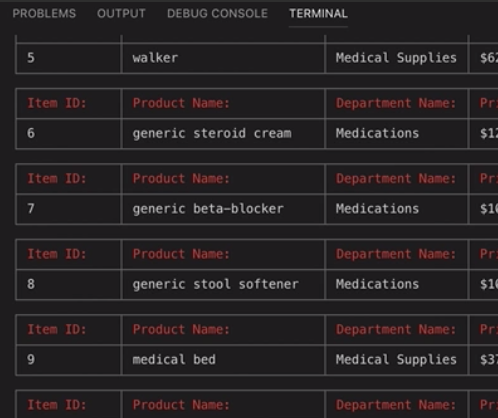 PROBLEMS OUTPUT DEBUG CONSOLE TERMINAL
5 walker Medical Supplies $62
Item ID: Product Name: Department Name: Pr
6 generic steroid cream Medications $12
Item ID: Product Name: Department Name: Pr
7 generic beta-blocker Medications $10
Item ID: Product Name: Department Name: Pr
8 generic stool softener Medications $10
Item ID: Product Name: Department Name: Pr
9 medical bed Medical Supplies $37
Item ID: Product Name: Department Name: Pr